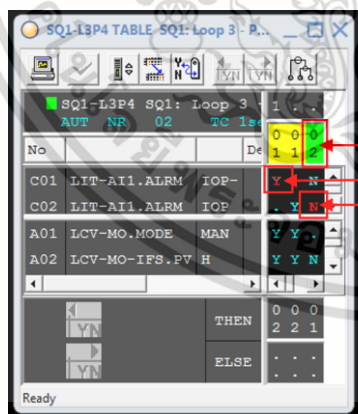 SQ1-L3P4 TABLE SQ1: Loop 3 - P...
Y N
YN YN
SQ1-L3P4 SQ1: Loop 3 - 1 . .
AUT NR 02 TC 1se
0 0 0
No De 1 1 2
C01 LIT-AI1.ALRM IOP- Y . N
C02 LIT-AI1.ALRM IOP . Y N
A01 LCV-MO.MODE MAN Y Y .
A02 LCV-MO-IFS.PV H Y Y N
YN THEN 0 0 0
2 2 1
YN ELSE . . .
. . .
Ready